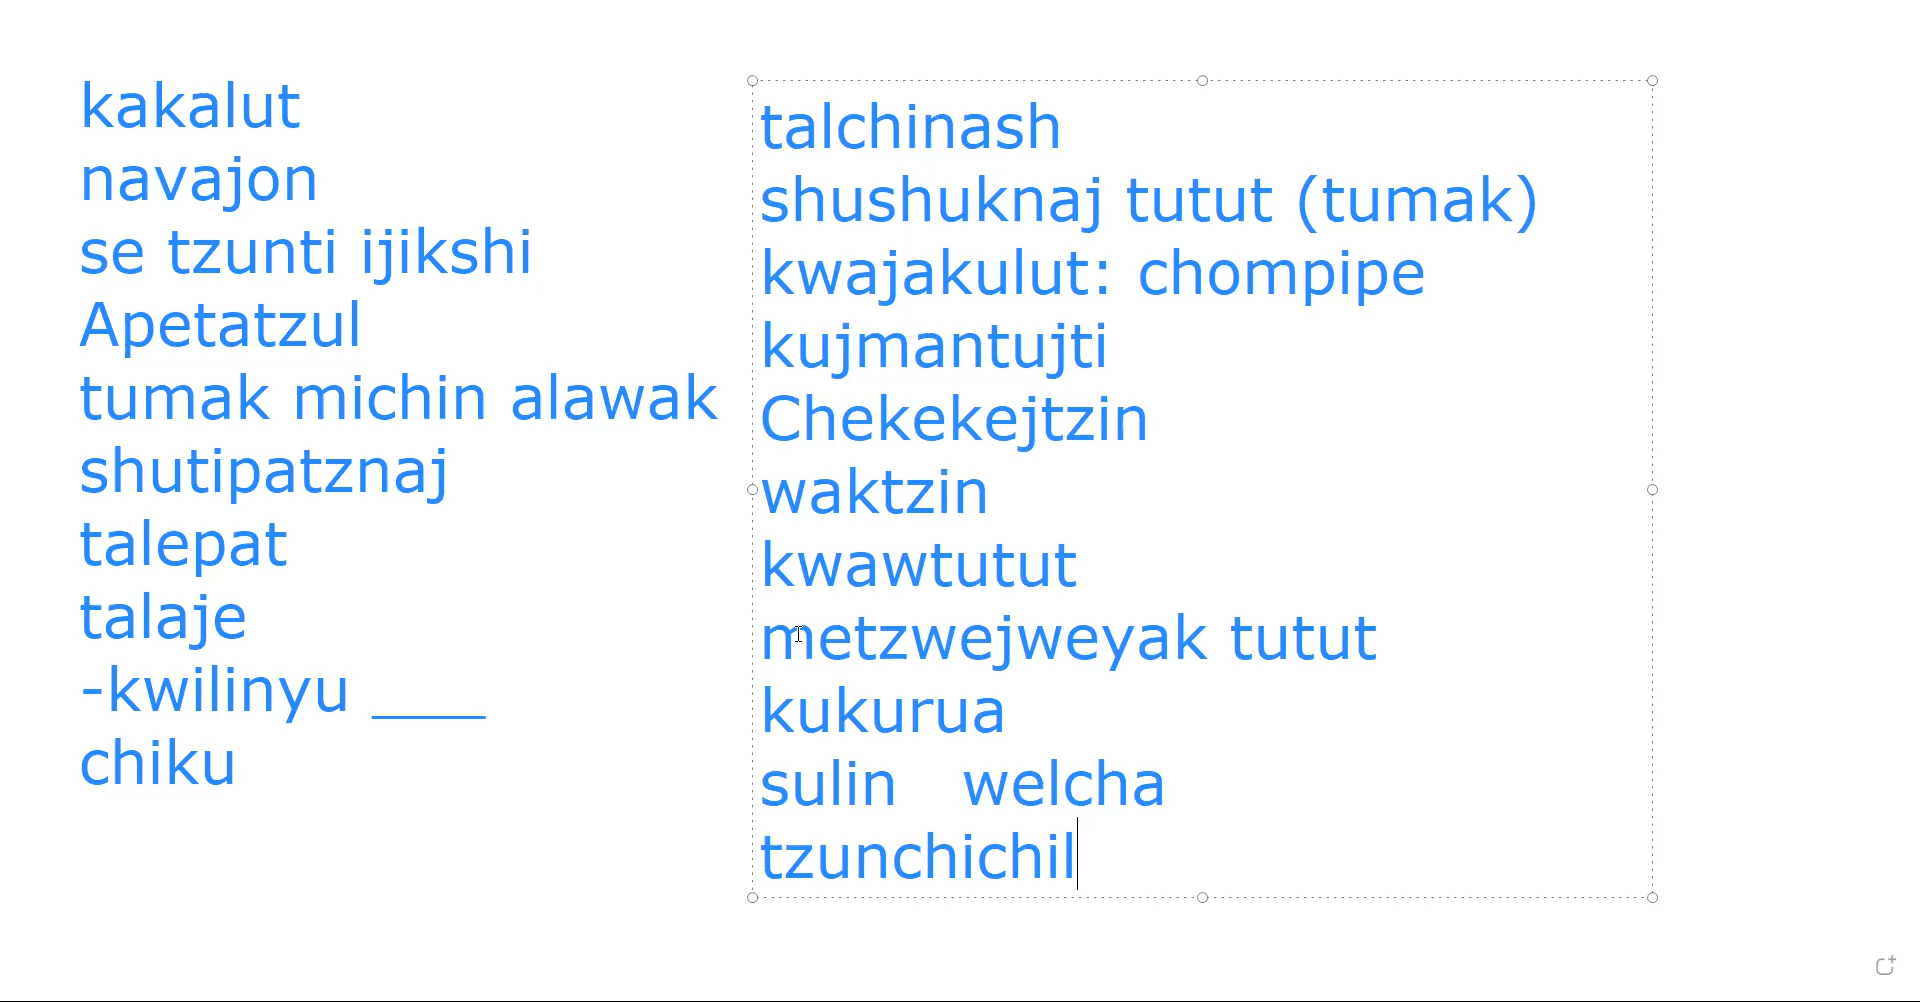 kakalut
navajon
se tzunti ijikshi
Apetatzul
tumak michin alawak
shutipatznaj
talepat
talaje
-kwilinyu ____
chiku
talchinash
shushuknaj tutut (tumak)
kwajakulut: chompipe
kujmantujti
Chekekejtzin
waktzin
kwawtutut
metzwejweyak tutut
kukurua
sulin   welcha
tzunchichil